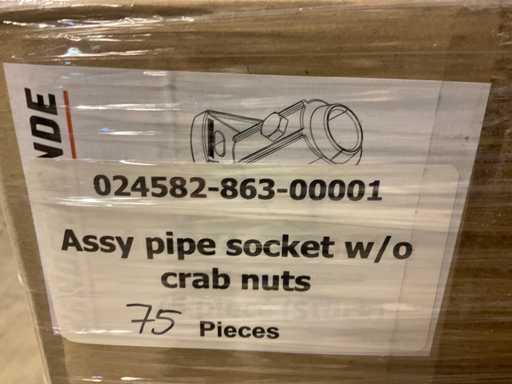 NDE
024582-863-00001
Assy pipe socket w/o
crab nuts
75 Pieces